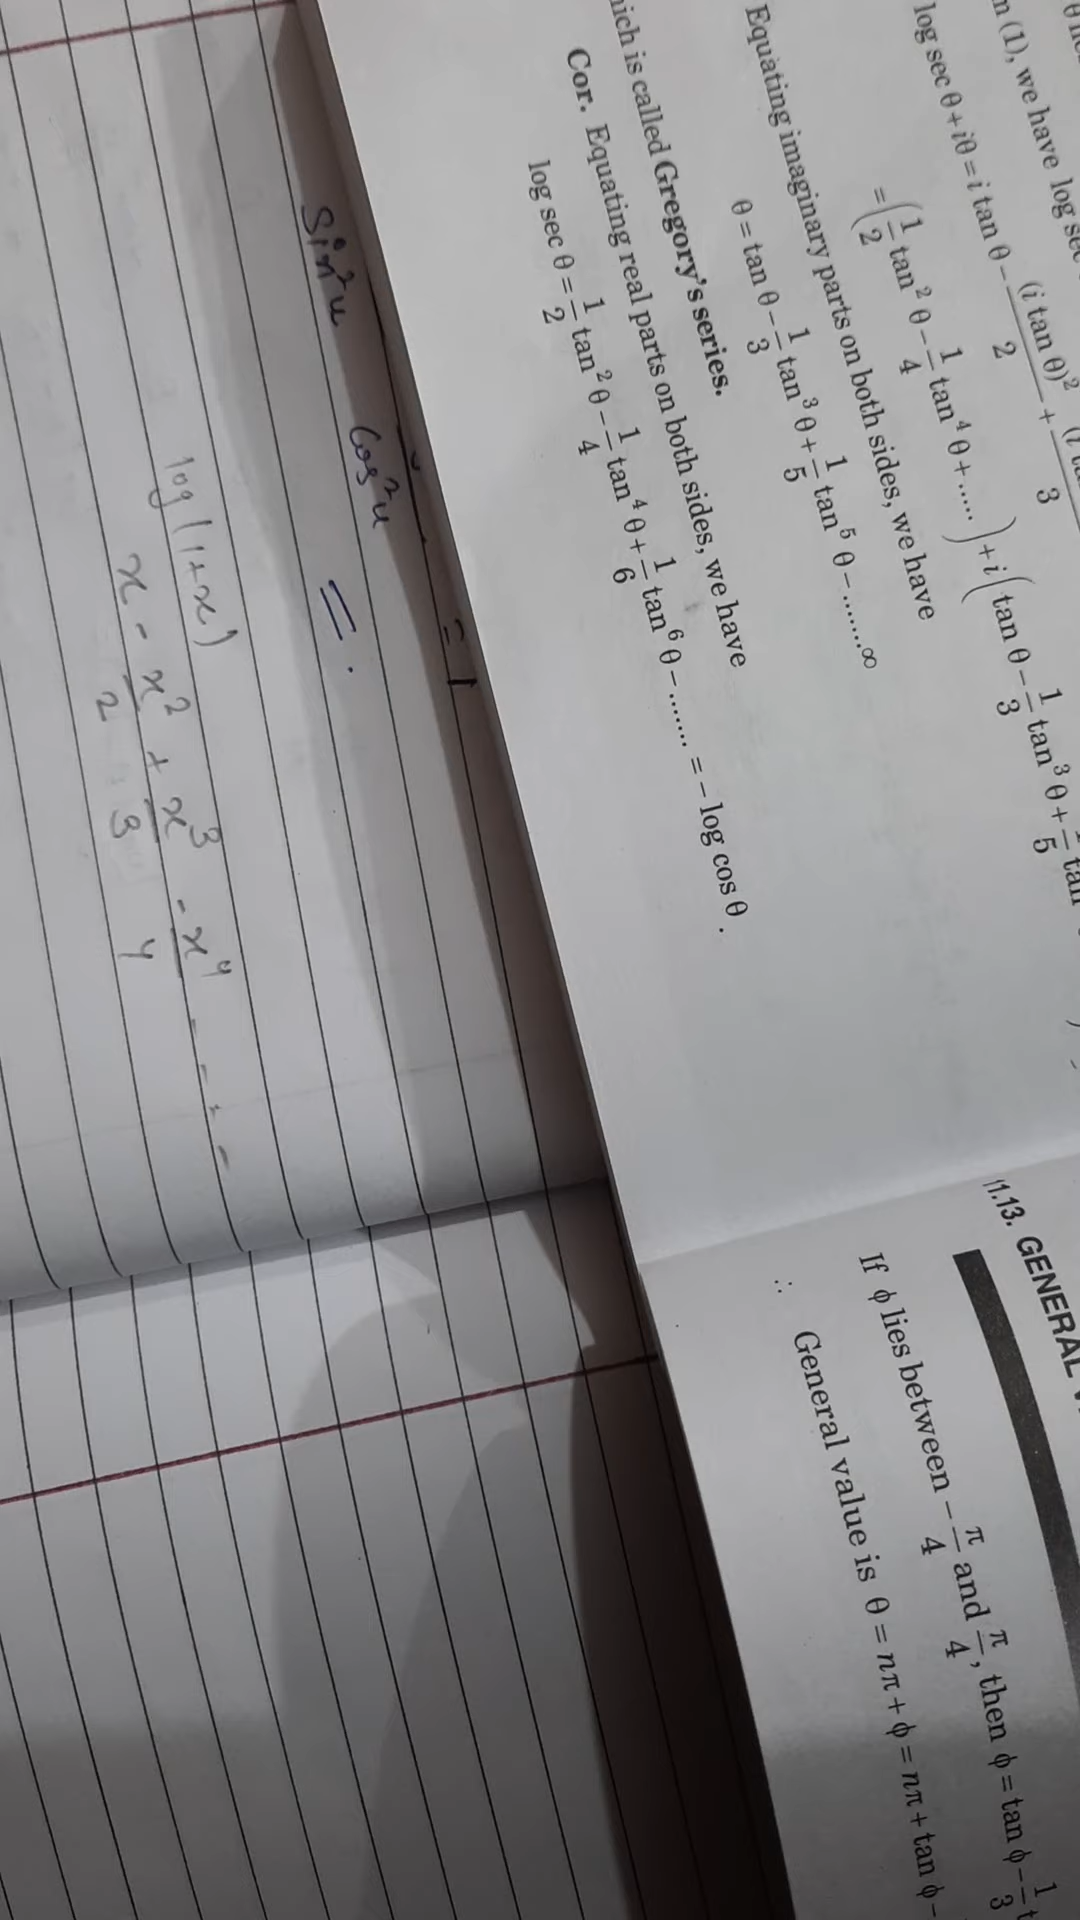 n (1), we have log sec
log sec θ + iθ = i tan θ − (i tan θ)²/2 +
= (1/2 tan² θ − 1/4 tan⁴ θ + ......) + i (tan θ − 1/3 tan³ θ + 1/5 tan
Equating imaginary parts on both sides, we have
θ = tan θ − 1/3 tan³ θ + 1/5 tan⁵ θ − ........∞
hich is called Gregory's series.
Cor. Equating real parts on both sides, we have
log sec θ = 1/2 tan² θ − 1/4 tan⁴ θ + 1/6 tan⁶ θ − ....... = − log cos θ.
11.13. GENERAL
If ϕ lies between − π/4 and π/4, then ϕ = tan ϕ − 1/3 t
∴ General value is θ = nπ + ϕ = nπ + tan ϕ −
= 1
Sin²u cos²u
= .
log(1+x)
x - x²/2 + x³/3 - x⁴/4 - - - -